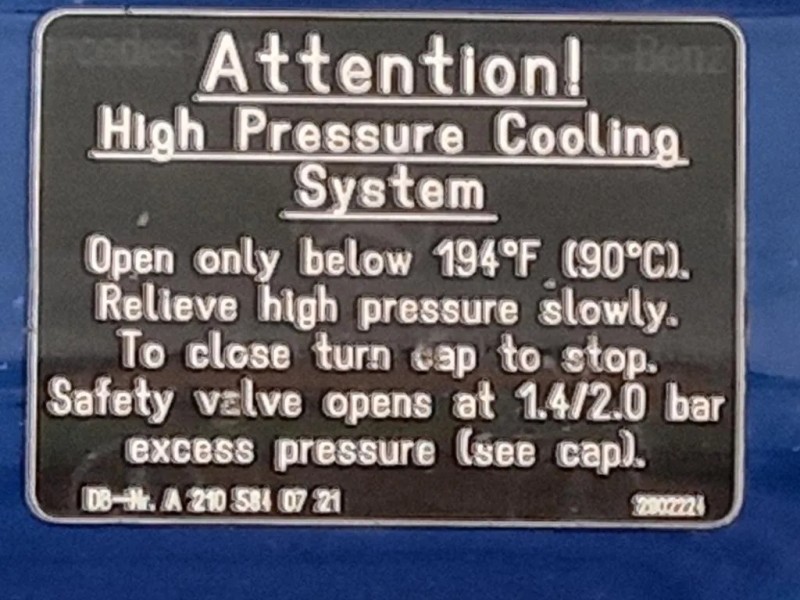 Attention!
High Pressure Cooling
System
Open only below 194°F (90°C).
Relieve high pressure slowly.
To close turn cap to stop.
Safety valve opens at 1.4/2.0 bar
excess pressure (see cap).
DB-Nr. A 210 584 07 21